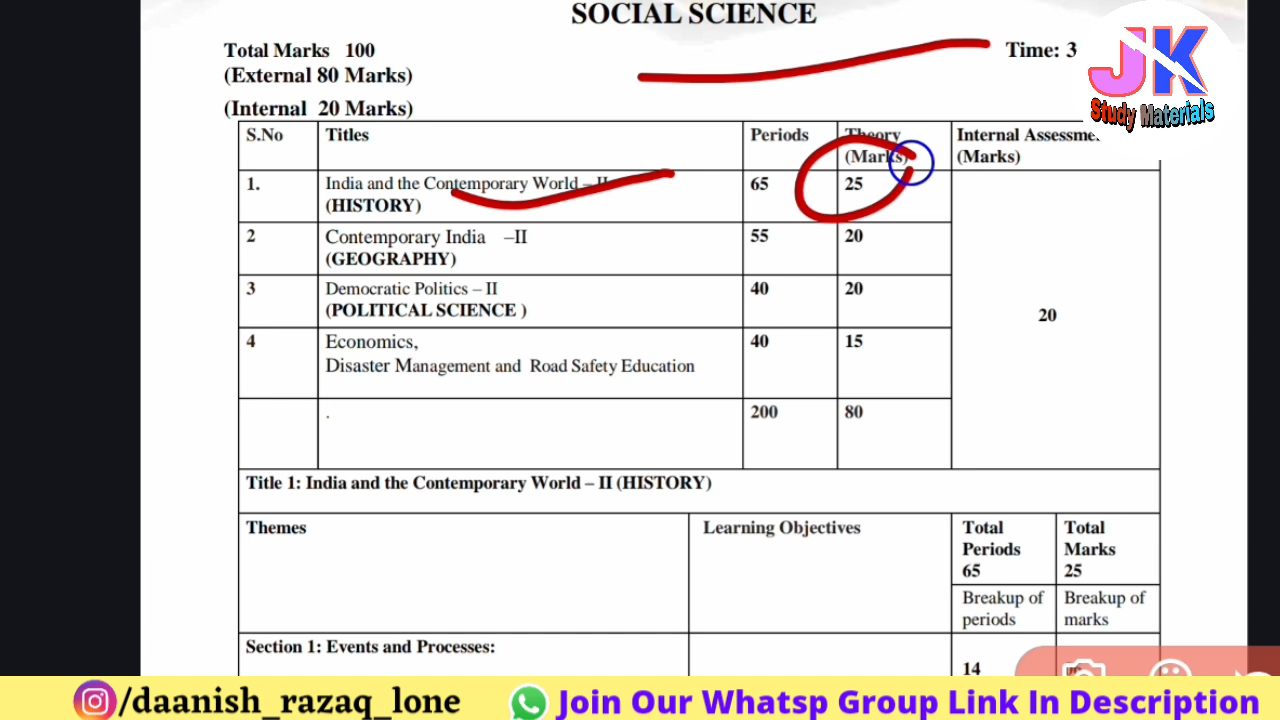 SOCIAL SCIENCE
Total Marks 100
Time: 3
(External 80 Marks)
(Internal 20 Marks)
JK
Study Materials
S.No Titles Periods Theory (Marks) Internal Assessme (Marks)
1. India and the Contemporary World – II 65 25
(HISTORY)
2 Contemporary India –II 55 20
(GEOGRAPHY)
3 Democratic Politics – II 40 20
(POLITICAL SCIENCE )
20
4 Economics, 40 15
Disaster Management and Road Safety Education
. 200 80
Title 1: India and the Contemporary World – II (HISTORY)
Themes Learning Objectives Total Periods 65 Total Marks 25
Breakup of periods Breakup of marks
Section 1: Events and Processes:
14
/daanish_razaq_lone Join Our Whatsp Group Link In Description